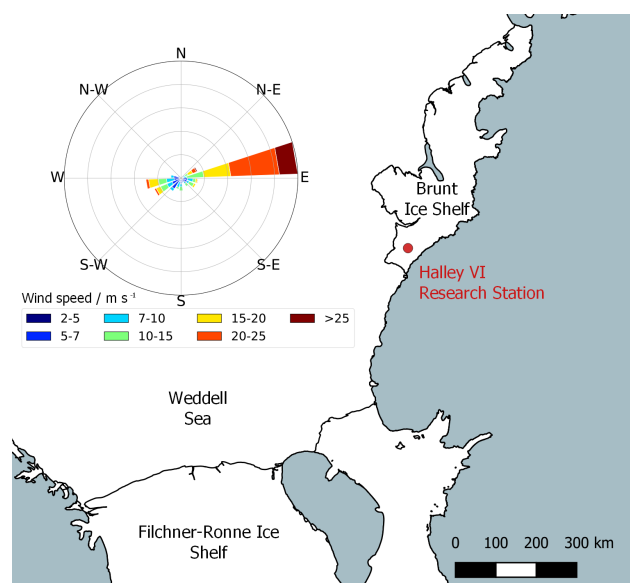 N
N-W
N-E
W
E
S-W
S-E
S
Wind speed / m s⁻¹
2-5
7-10
15-20
>25
5-7
10-15
20-25
Brunt
Ice Shelf
Halley VI
Research Station
Weddell
Sea
Filchner-Ronne Ice
Shelf
0 100 200 300 km